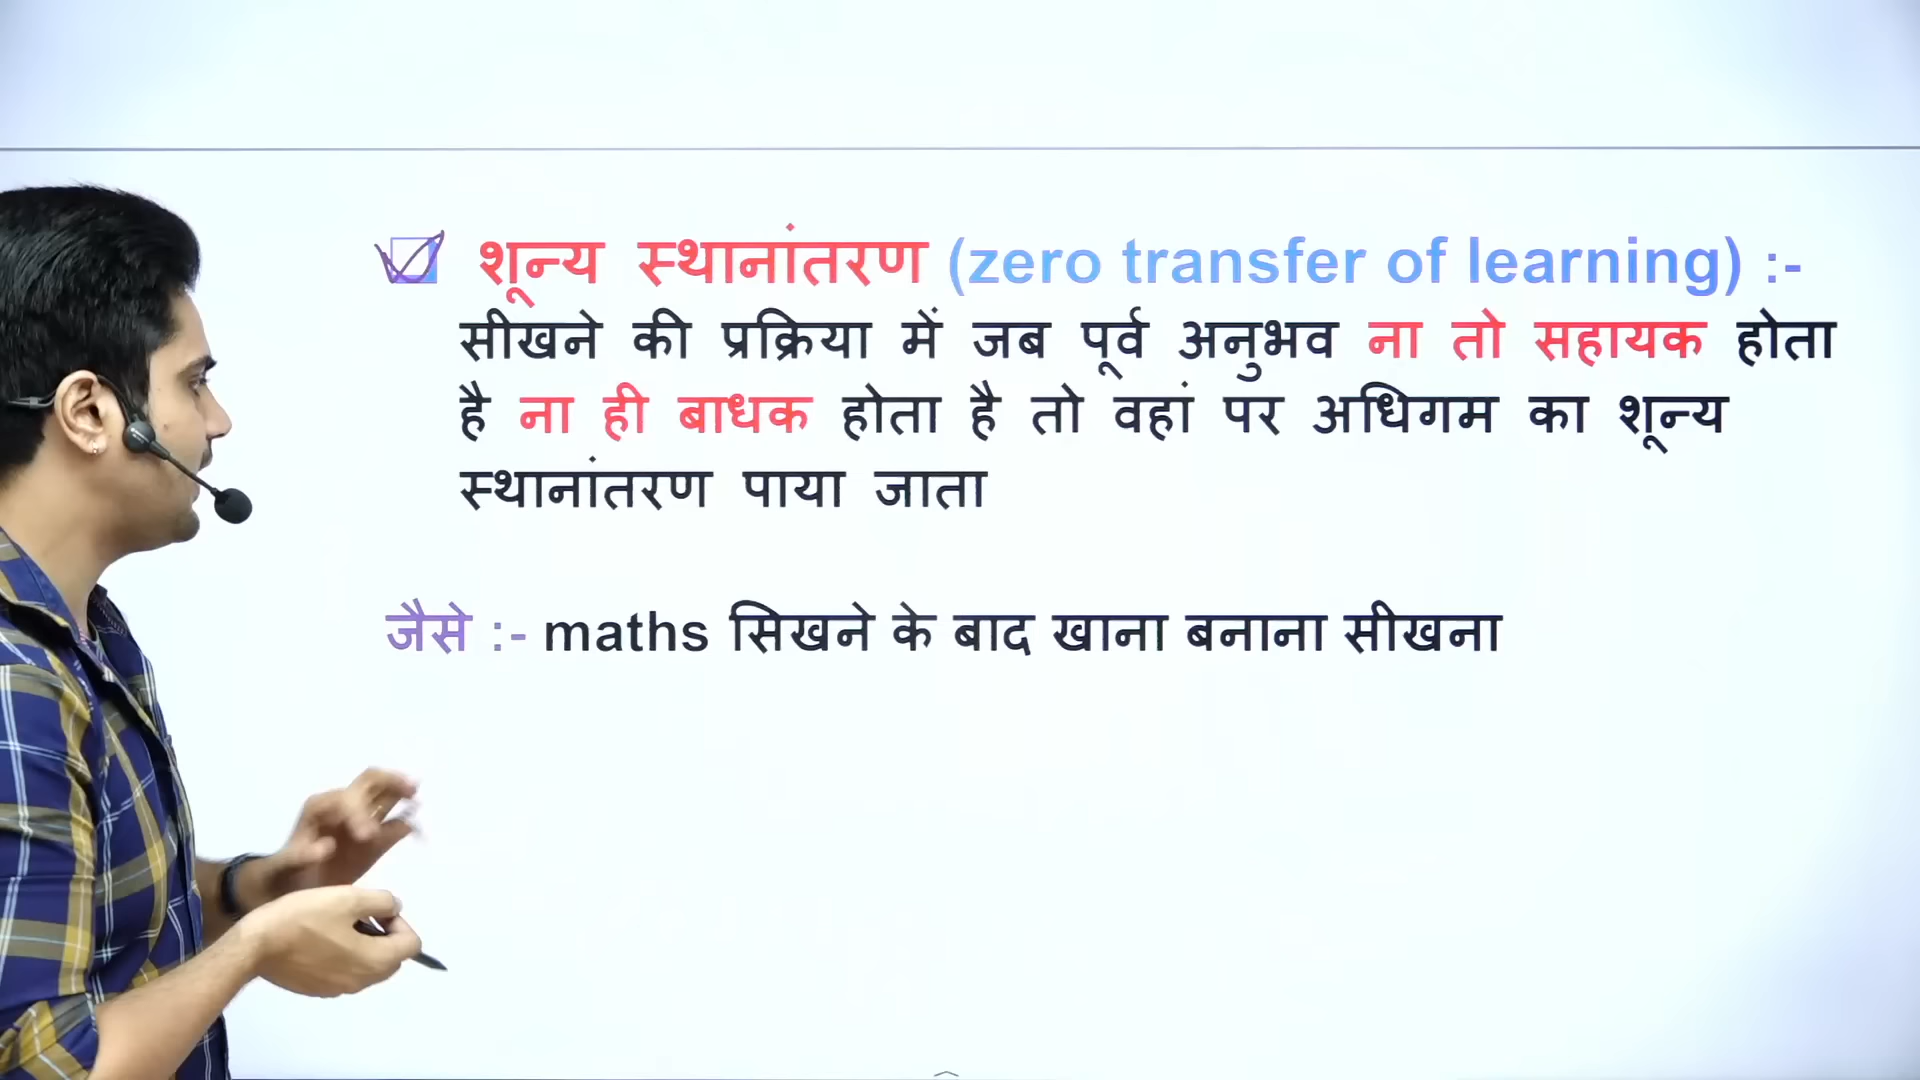 शून्य स्थानांतरण (zero transfer of learning) :-
सीखने की प्रक्रिया में जब पूर्व अनुभव ना तो सहायक होता
है ना ही बाधक होता है तो वहां पर अधिगम का शून्य
स्थानांतरण पाया जाता
जैसे :- maths सिखने के बाद खाना बनाना सीखना